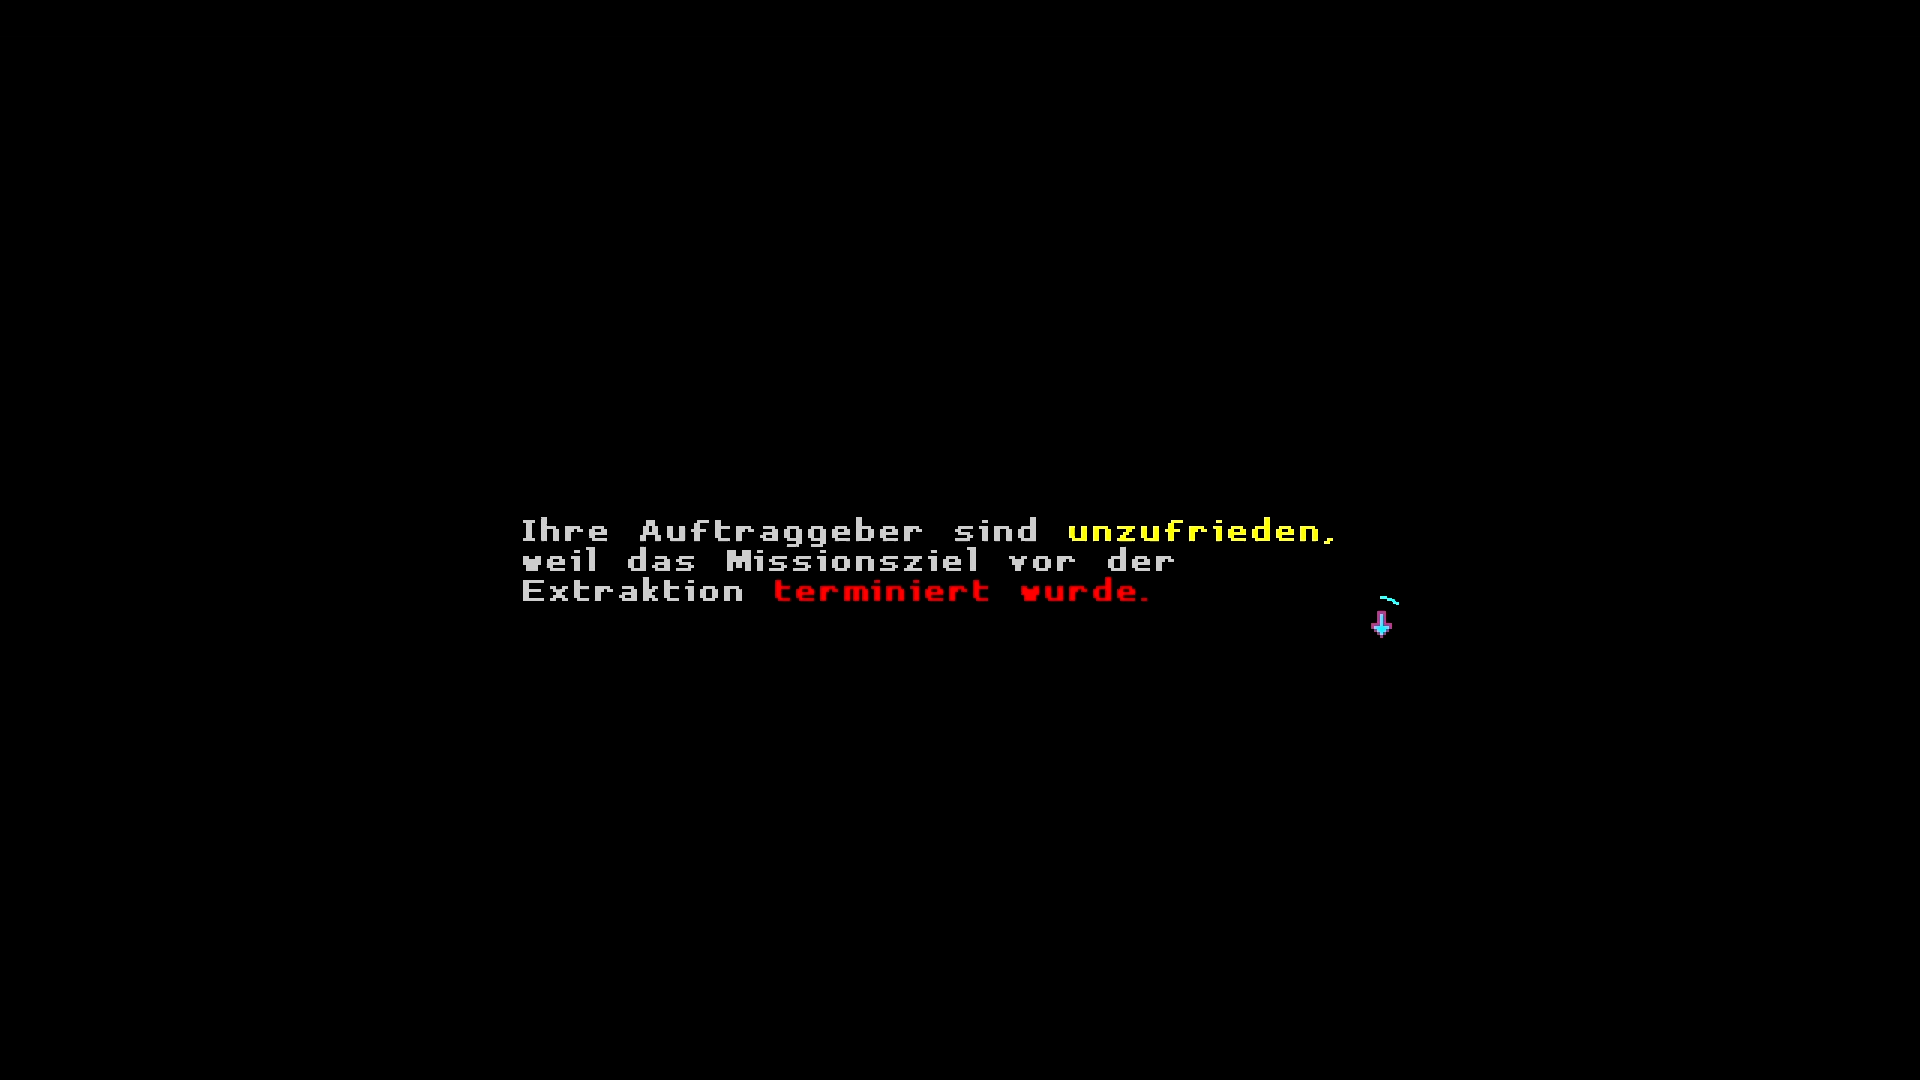 Ihre Auftraggeber sind unzufrieden,
weil das Missionsziel vor der
Extraktion terminiert wurde.